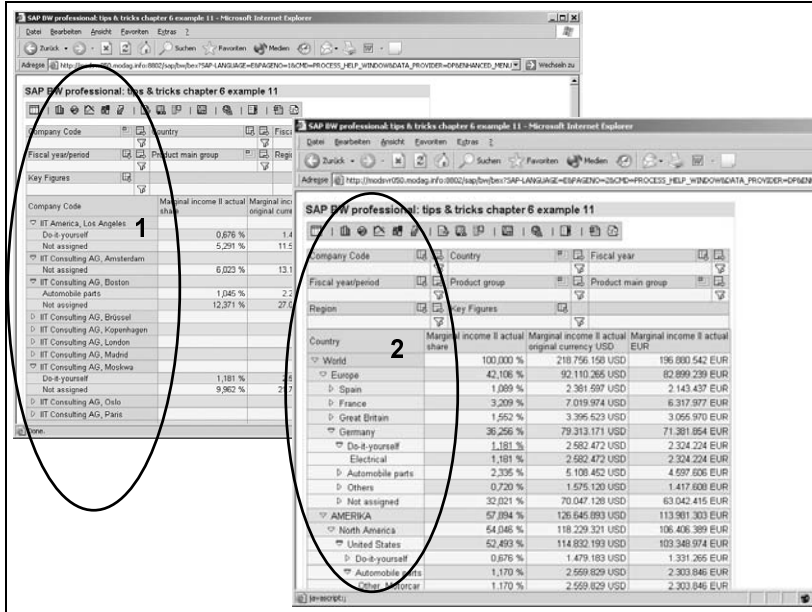 SAP BW professional: tips & tricks chapter 6 example 11 - Microsoft Internet Explorer
Datei Bearbeiten Ansicht Favoriten Extras ?
Zurück Suchen Favoriten Medien
Adresse Wechseln zu
SAP BW professional: tips & tricks chapter 6 example 11
Company Code Country
Fiscal year/period Product main group
Key Figures
Company Code Marginal income II actual share
IIT America, Los Angeles
Do-it-yourself 0,676 %
Not assigned 5,291 %
IIT Consulting AG, Amsterdam
Not assigned 6,023 %
IIT Consulting AG, Boston
Automobile parts 1,045 %
Not assigned 12,371 %
IIT Consulting AG, Brüssel
IIT Consulting AG, Kopenhagen
IIT Consulting AG, London
IIT Consulting AG, Madrid
IIT Consulting AG, Moskwa
Do-it-yourself 1,181 %
Not assigned 9,962 %
IIT Consulting AG, Oslo
IIT Consulting AG, Paris
Done.
1
SAP BW professional: tips & tricks chapter 6 example 11 - Microsoft Internet Explorer
Datei Bearbeiten Ansicht Favoriten Extras ?
Zurück Suchen Favoriten Medien
Adresse
SAP BW professional: tips & tricks chapter 6 example 11
Company Code Country Fiscal year
Fiscal year/period Product group Product main group
Region Key Figures
2
Country Marginal income II actual share Marginal income II actual original currency USD Marginal income II actual EUR
World 100,000 % 218.756.158 USD 196.880.542 EUR
Europe 42,106 % 92.110.265 USD 82.899.239 EUR
Spain 1,089 % 2.381.597 USD 2.143.437 EUR
France 3,209 % 7.019.974 USD 6.317.977 EUR
Great Britain 1,552 % 3.395.523 USD 3.055.970 EUR
Germany 36,256 % 79.313.171 USD 71.381.854 EUR
Do-it-yourself 1,181 % 2.582.472 USD 2.324.224 EUR
Electrical 1,181 % 2.582.472 USD 2.324.224 EUR
Automobile parts 2,335 % 5.108.452 USD 4.597.606 EUR
Others 0,720 % 1.575.120 USD 1.417.608 EUR
Not assigned 32,021 % 70.047.128 USD 63.042.415 EUR
AMERIKA 57,894 % 126.645.893 USD 113.981.303 EUR
North America 54,046 % 118.229.321 USD 106.406.389 EUR
United States 52,493 % 114.832.193 USD 103.348.974 EUR
Do-it-yourself 0,676 % 1.479.183 USD 1.331.265 EUR
Automobile parts 1,170 % 2.559.829 USD 2.303.846 EUR
Other, Motorcar 1,170 % 2.559.829 USD 2.303.846 EUR
javascript:;